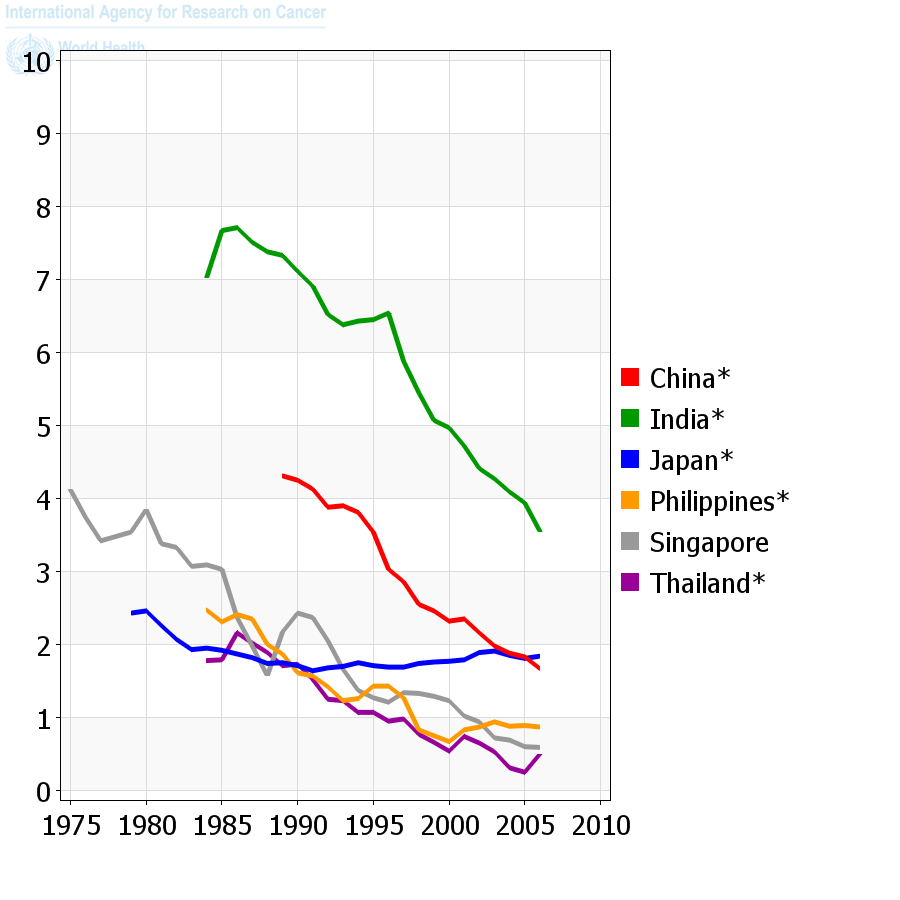 International Agency for Research on Cancer
World Health
10
9
8
7
6
5
4
3
2
1
0
1975 1980 1985 1990 1995 2000 2005 2010
China*
India*
Japan*
Philippines*
Singapore
Thailand*